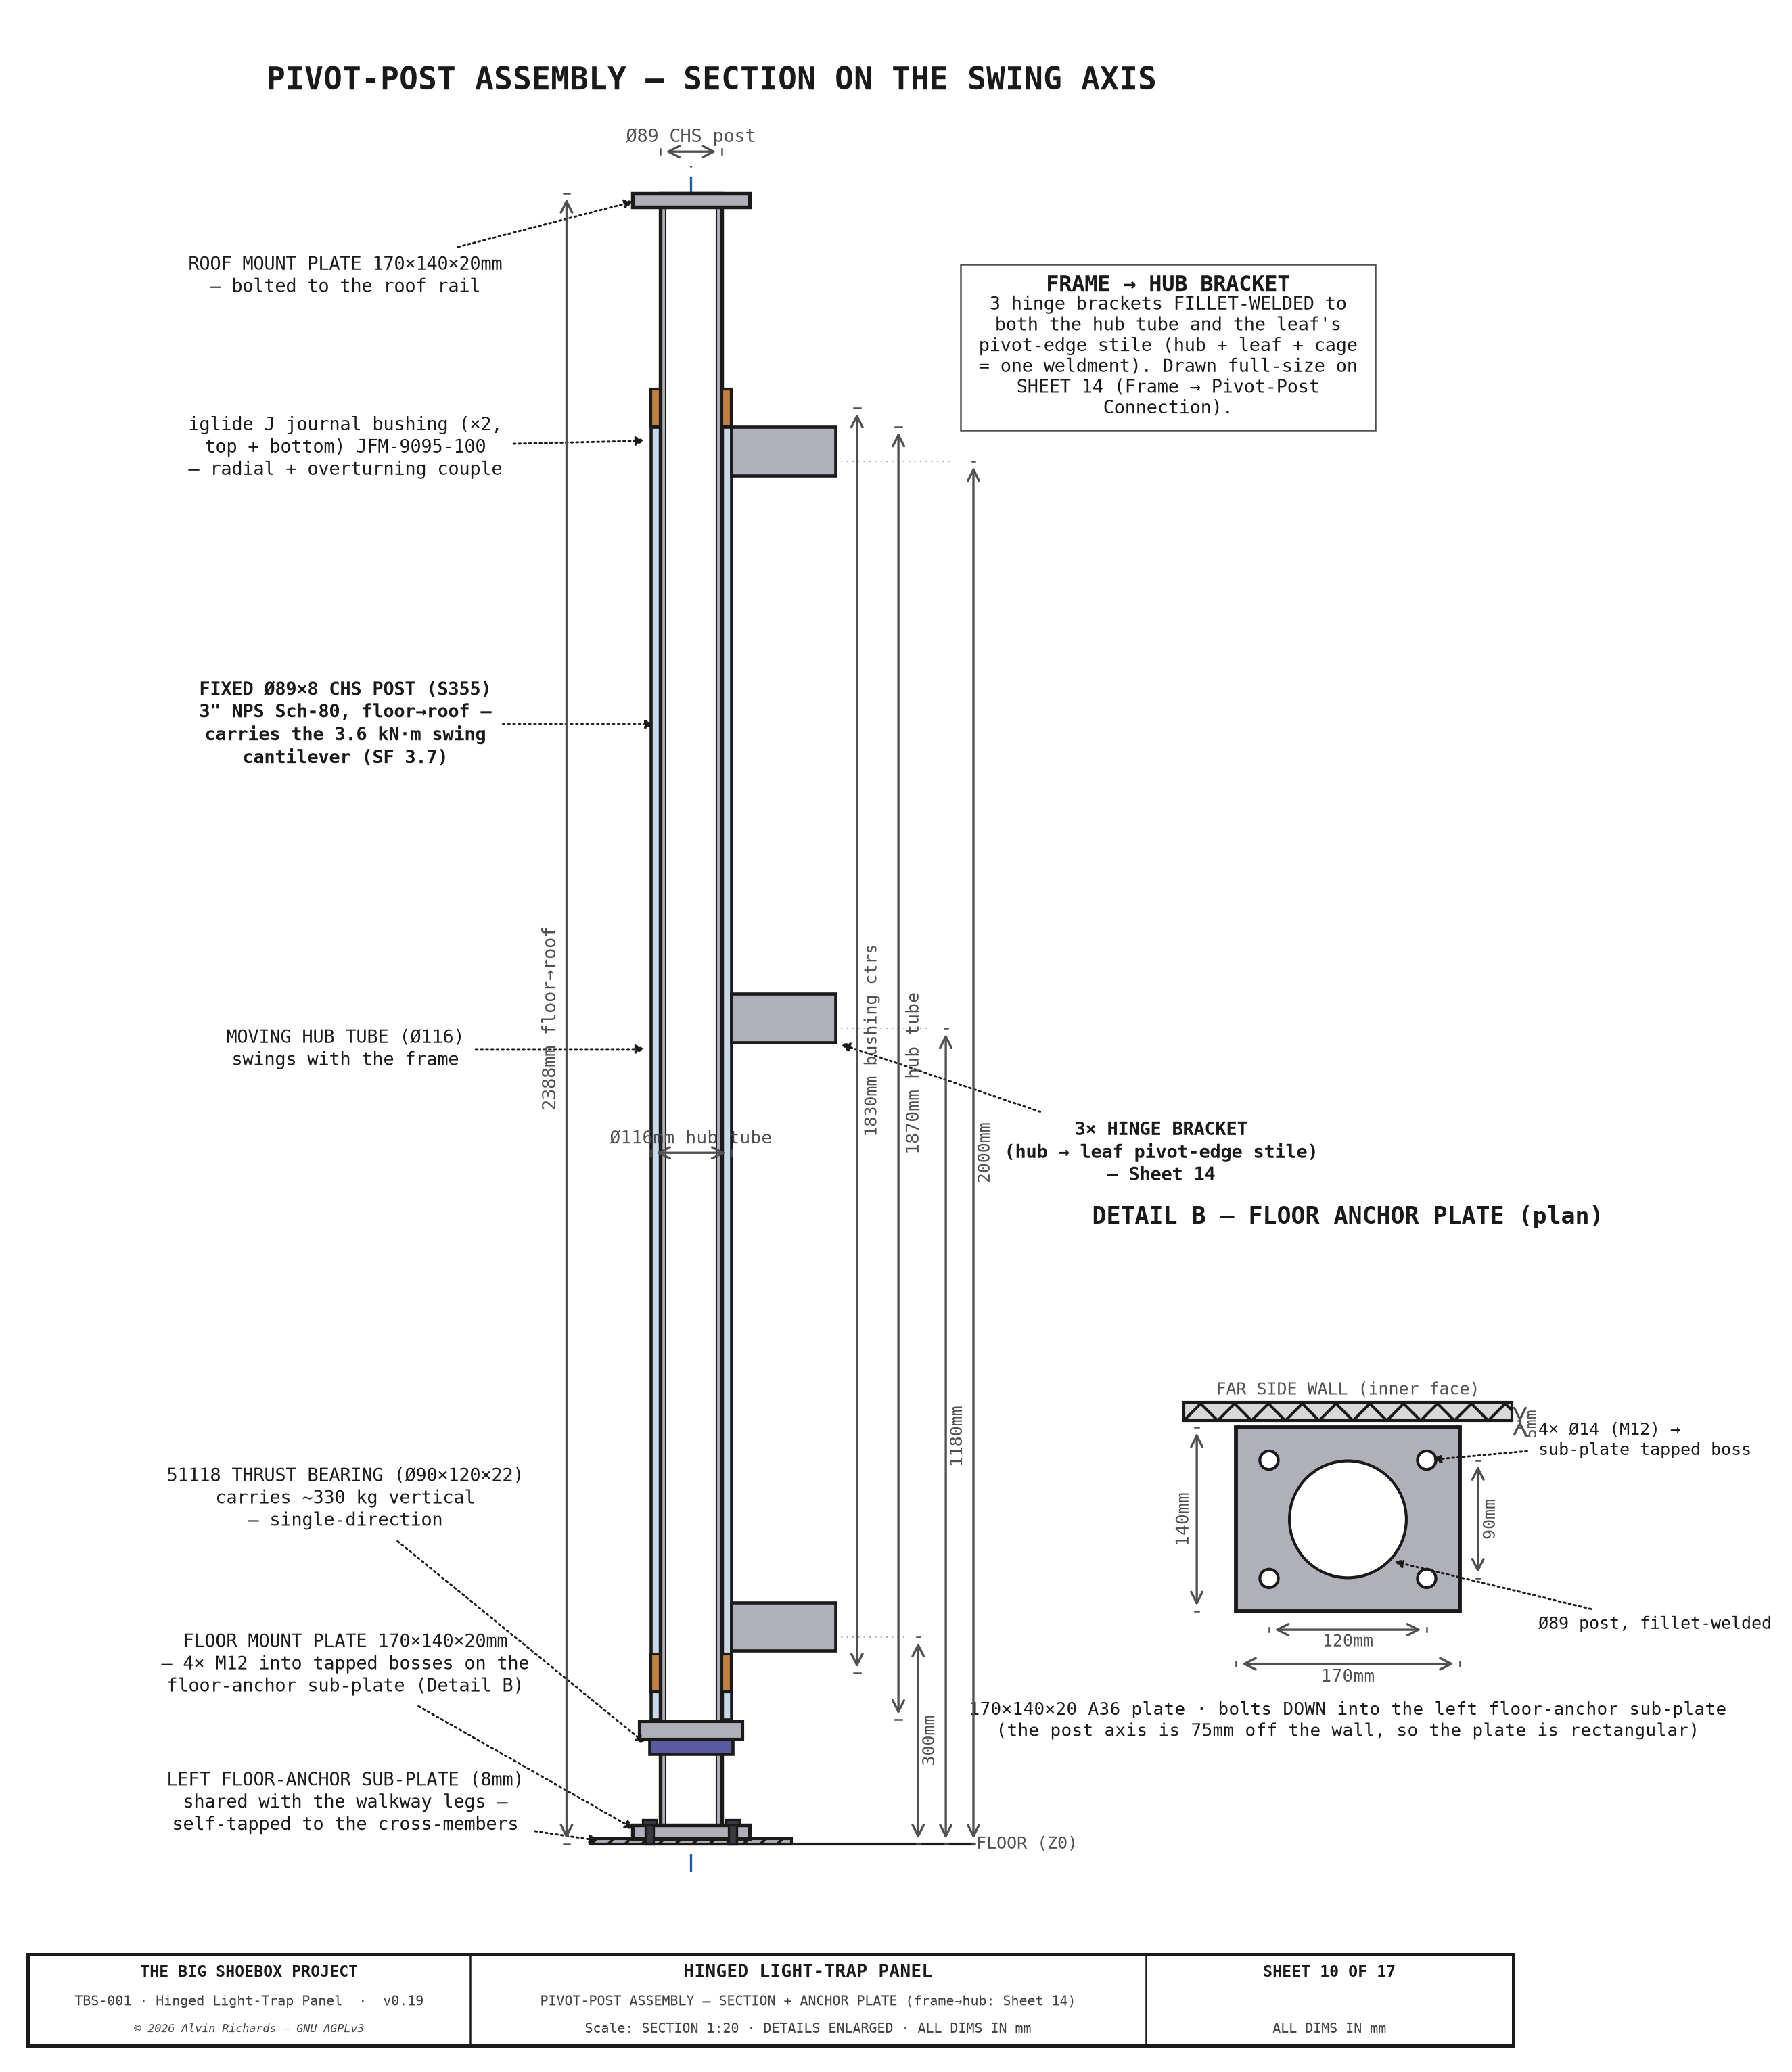 PIVOT-POST ASSEMBLY — SECTION ON THE SWING AXIS
Ø89 CHS post
ROOF MOUNT PLATE 170×140×20mm
— bolted to the roof rail
FRAME → HUB BRACKET
3 hinge brackets FILLET-WELDED to
both the hub tube and the leaf's
pivot-edge stile (hub + leaf + cage
= one weldment). Drawn full-size on
SHEET 14 (Frame → Pivot-Post
Connection).
iglide J journal bushing (×2,
top + bottom) JFM-9095-100
— radial + overturning couple
FIXED Ø89×8 CHS POST (S355)
3" NPS Sch-80, floor→roof —
carries the 3.6 kN·m swing
cantilever (SF 3.7)
MOVING HUB TUBE (Ø116)
swings with the frame
2388mm floor→roof
Ø116mm hub tube
1830mm bushing ctrs
1870mm hub tube
2000mm
1180mm
300mm
3× HINGE BRACKET
(hub → leaf pivot-edge stile)
— Sheet 14
DETAIL B — FLOOR ANCHOR PLATE (plan)
FAR SIDE WALL (inner face)
5mm
4× Ø14 (M12) →
sub-plate tapped boss
140mm
90mm
Ø89 post, fillet-welded
120mm
170mm
170×140×20 A36 plate · bolts DOWN into the left floor-anchor sub-plate
(the post axis is 75mm off the wall, so the plate is rectangular)
51118 THRUST BEARING (Ø90×120×22)
carries ~330 kg vertical
— single-direction
FLOOR MOUNT PLATE 170×140×20mm
— 4× M12 into tapped bosses on the
floor-anchor sub-plate (Detail B)
LEFT FLOOR-ANCHOR SUB-PLATE (8mm)
shared with the walkway legs —
self-tapped to the cross-members
FLOOR (Z0)
THE BIG SHOEBOX PROJECT
TBS-001 · Hinged Light-Trap Panel · v0.19
© 2026 Alvin Richards — GNU AGPLv3
HINGED LIGHT-TRAP PANEL
PIVOT-POST ASSEMBLY — SECTION + ANCHOR PLATE (frame→hub: Sheet 14)
Scale: SECTION 1:20 · DETAILS ENLARGED · ALL DIMS IN mm
SHEET 10 OF 17
ALL DIMS IN mm